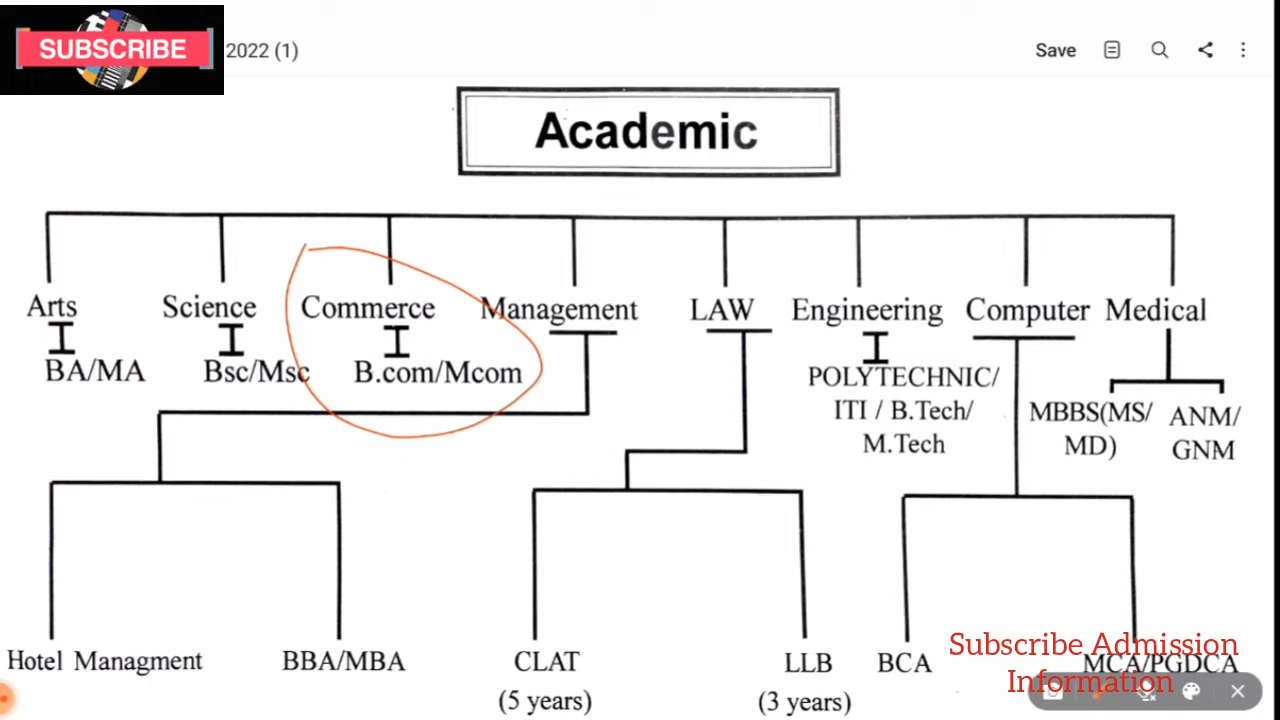 SUBSCRIBE
2022 (1)
Save
Academic
Arts
Science
Commerce
Management
LAW
Engineering
Computer
Medical
BA/MA
Bsc/Msc
B.com/Mcom
POLYTECHNIC/
ITI / B.Tech/
M.Tech
MBBS(MS/
MD)
ANM/
GNM
Hotel Managment
BBA/MBA
CLAT
(5 years)
LLB
(3 years)
BCA
MCA/PGDCA
Subscribe Admission
Information